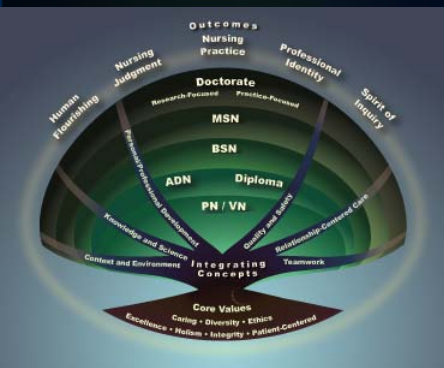 Outcomes
Nursing
Practice
Nursing
Judgment
Professional
Identity
Human
Flourishing
Spirit of
Inquiry
Doctorate
Research-Focused Practice-Focused
MSN
BSN
ADN Diploma
PN / VN
Personal/Professional Development
Quality and Safety
Knowledge and Science
Relationship-Centered Care
Context and Environment
Teamwork
Integrating
Concepts
Core Values
Caring • Diversity • Ethics
Excellence • Holism • Integrity • Patient-Centered